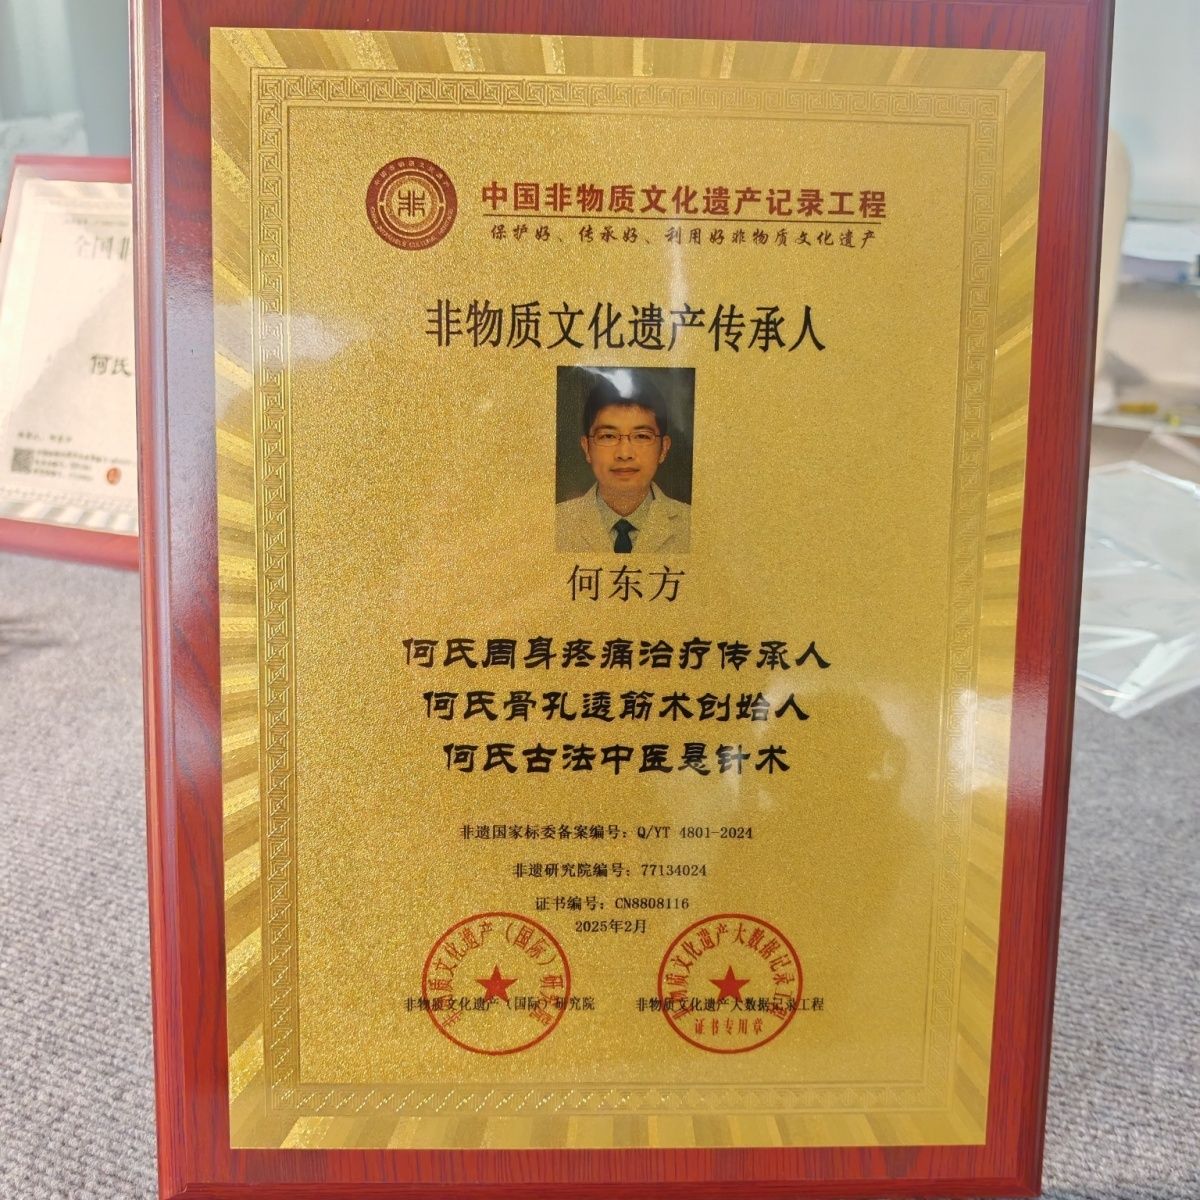 中国非物质文化遗产记录工程
保护好、传承好、利用好非物质文化遗产
非物质文化遗产传承人
何东方
何氏周身疼痛治疗传承人
何氏骨孔透筋术创始人
何氏古法中医悬针术
非遗国家标委备案编号：Q/YT 4801-2024
非遗研究院编号：77134024
证书编号：CN8808116
2025年2月
非物质文化遗产（国际）研究院
非物质文化遗产大数据记录工程
证书专用章
全国非
何氏